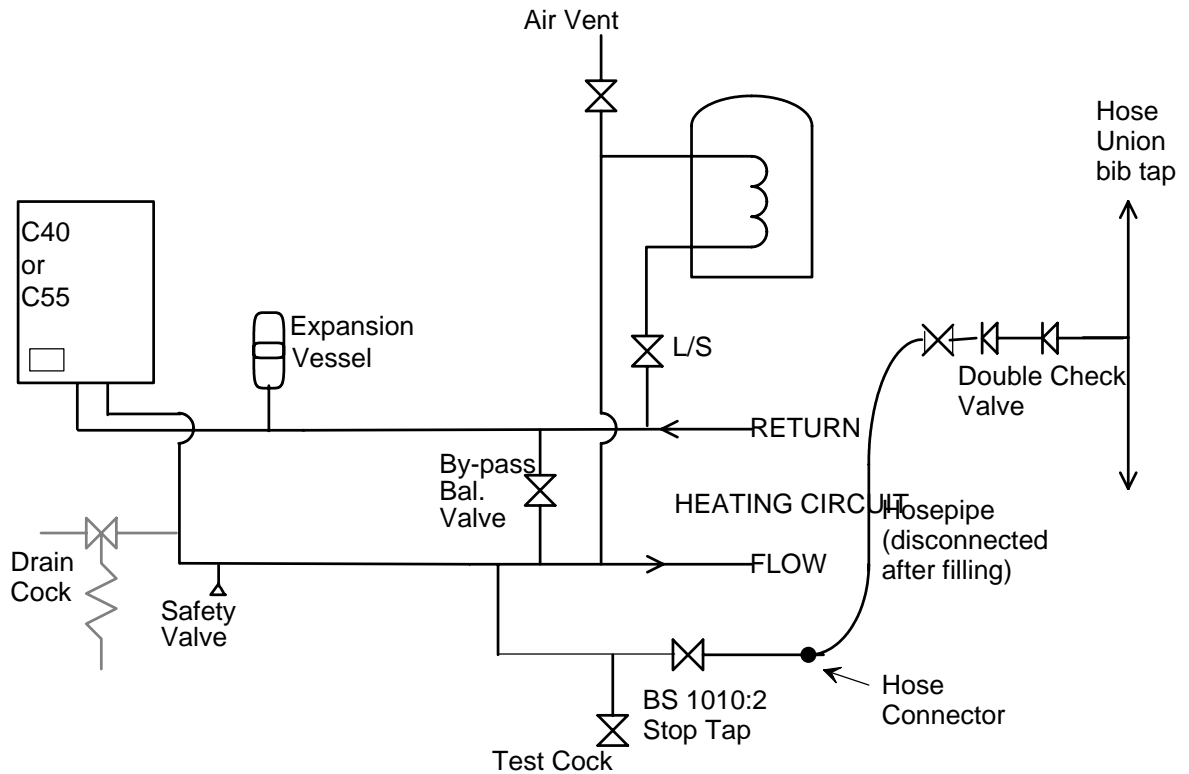 Air Vent
Hose
Union
bib tap
C40
or
C55
Expansion
Vessel
L/S
Double Check
Valve
RETURN
By-pass
Bal.
Valve
HEATING CIRCUIT
Hosepipe
(disconnected
after filling)
Drain
Cock
FLOW
Safety
Valve
BS 1010:2
Stop Tap
Hose
Connector
Test Cock